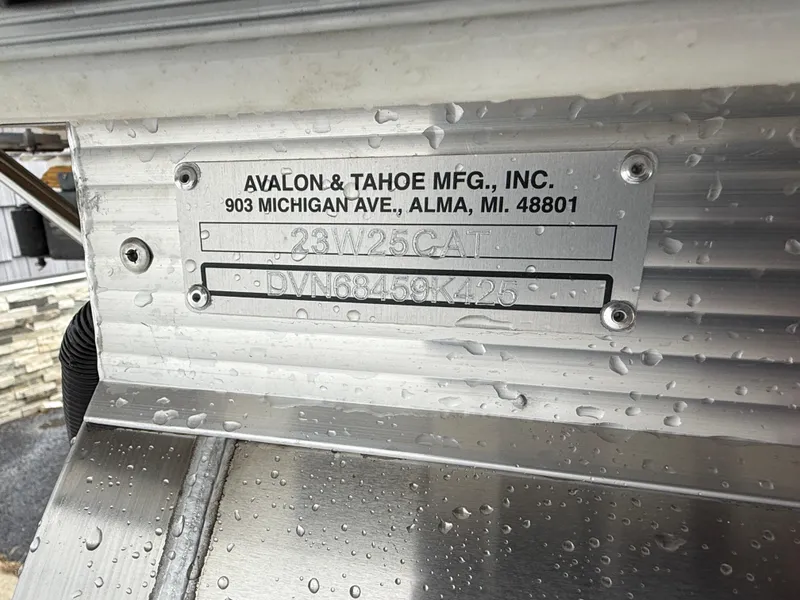 AVALON & TAHOE MFG., INC.
903 MICHIGAN AVE., ALMA, MI. 48801
23W25CAT
DVN68459K425